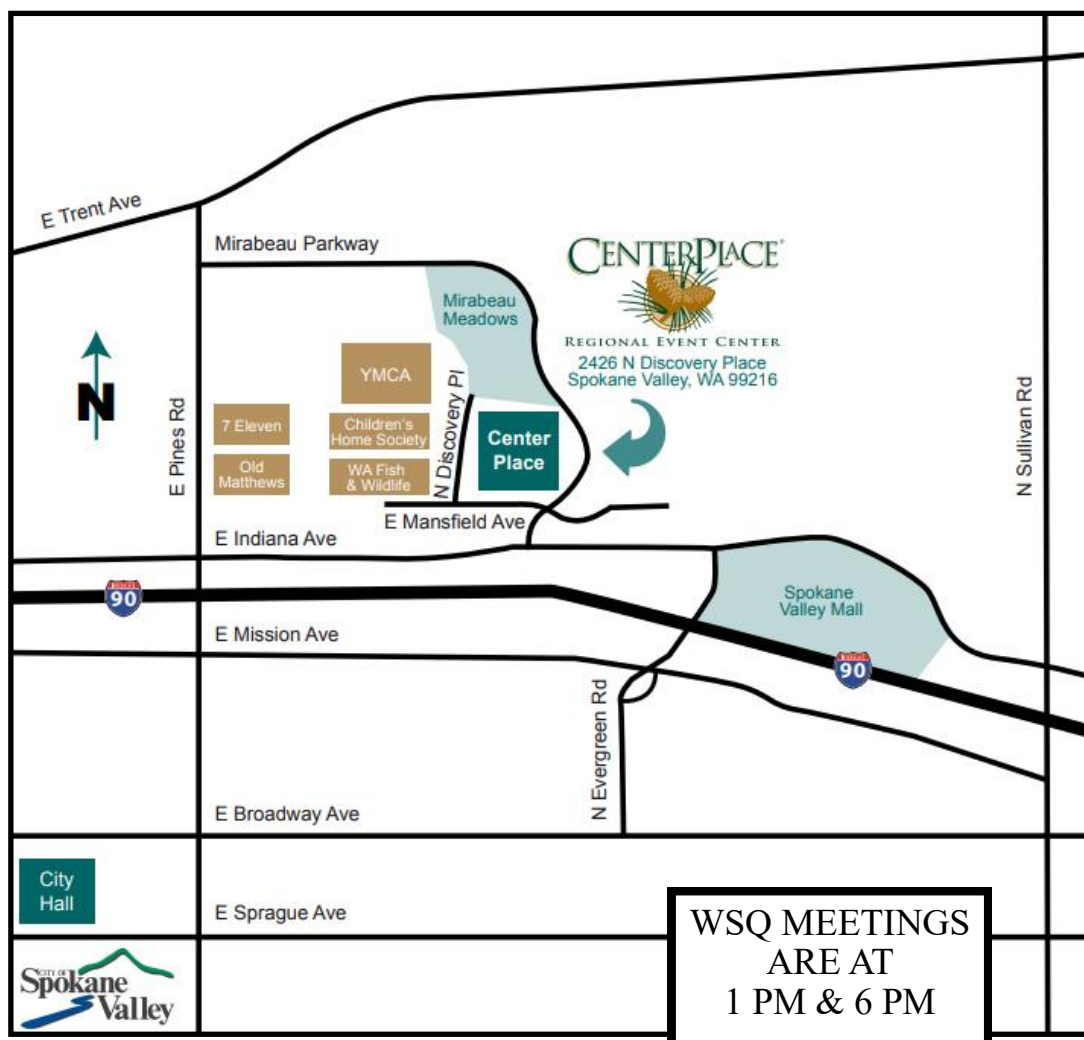 E Trent Ave
Mirabeau Parkway
CENTERPLACE®
REGIONAL EVENT CENTER
2426 N Discovery Place
Spokane Valley, WA 99216
Mirabeau
Meadows
N
E Pines Rd
YMCA
7 Eleven
Children's
Home Society
Old
Matthews
WA Fish
& Wildlife
N Discovery Pl
Center
Place
N Sullivan Rd
E Mansfield Ave
E Indiana Ave
90
Spokane
Valley Mall
E Mission Ave
90
N Evergreen Rd
E Broadway Ave
City
Hall
E Sprague Ave
CITY OF
Spokane
Valley
WSQ MEETINGS
ARE AT
1 PM & 6 PM